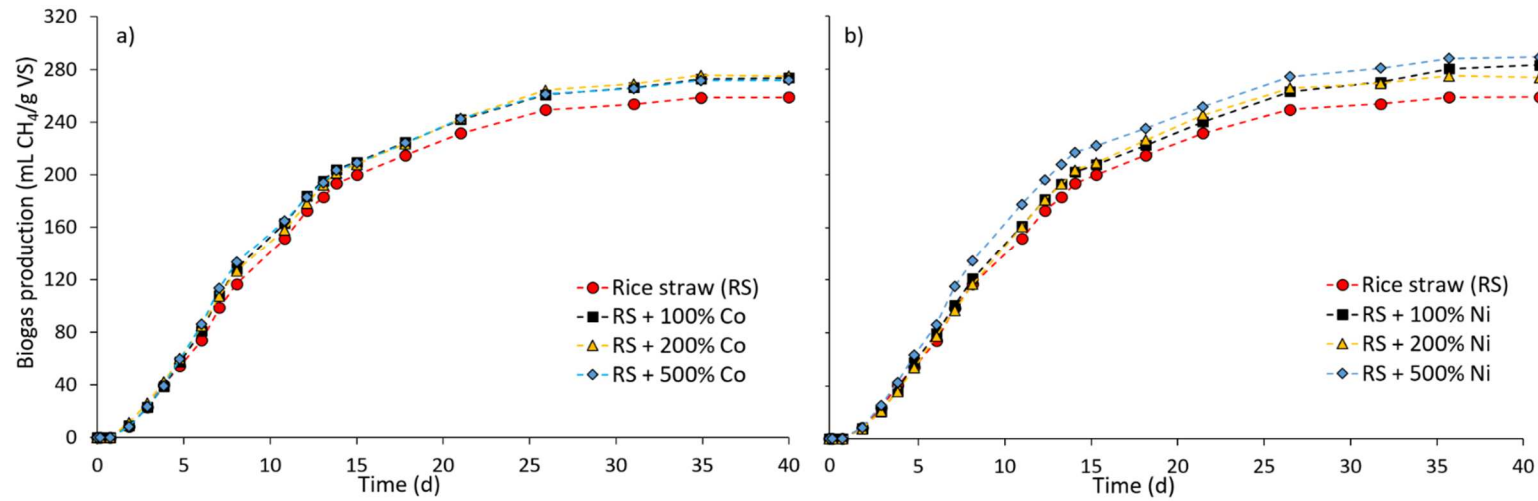 Biogas production (mL CH₄/g VS)
320
280
240
200
160
120
80
40
0
a)
Rice straw (RS)
RS + 100% Co
RS + 200% Co
RS + 500% Co
0 5 10 15 20 25 30 35 40
Time (d)
b)
Rice straw (RS)
RS + 100% Ni
RS + 200% Ni
RS + 500% Ni
0 5 10 15 20 25 30 35 40
Time (d)